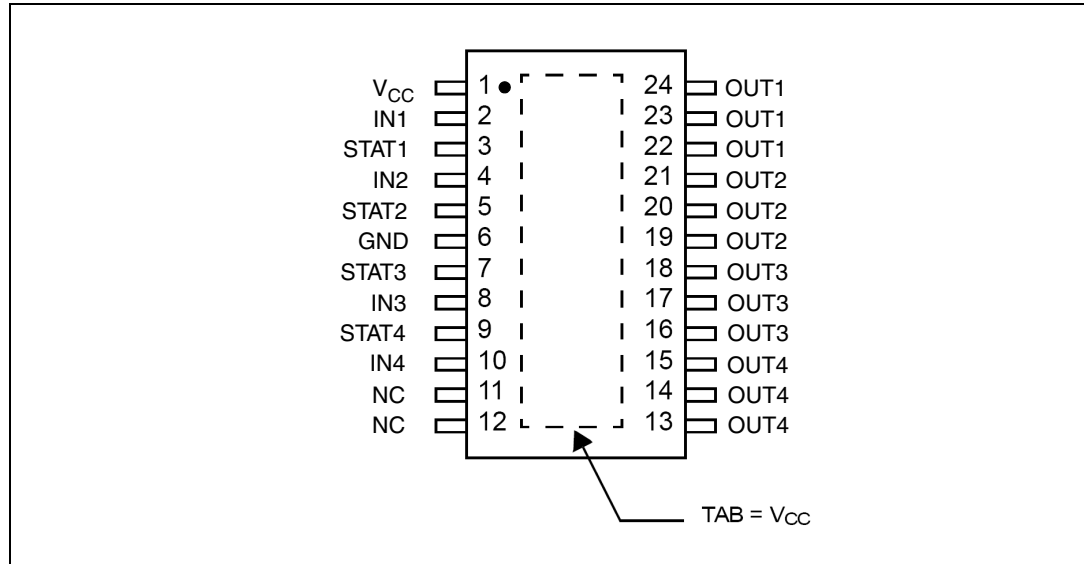 VCC 1 24 OUT1
IN1 2 23 OUT1
STAT1 3 22 OUT1
IN2 4 21 OUT2
STAT2 5 20 OUT2
GND 6 19 OUT2
STAT3 7 18 OUT3
IN3 8 17 OUT3
STAT4 9 16 OUT3
IN4 10 15 OUT4
NC 11 14 OUT4
NC 12 13 OUT4
TAB = VCC